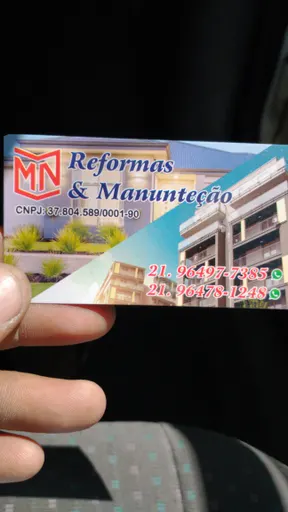 MN
Reformas
& Manunteção
CNPJ: 37.804.589/0001-90
21. 96497-7385
21. 96478-1248